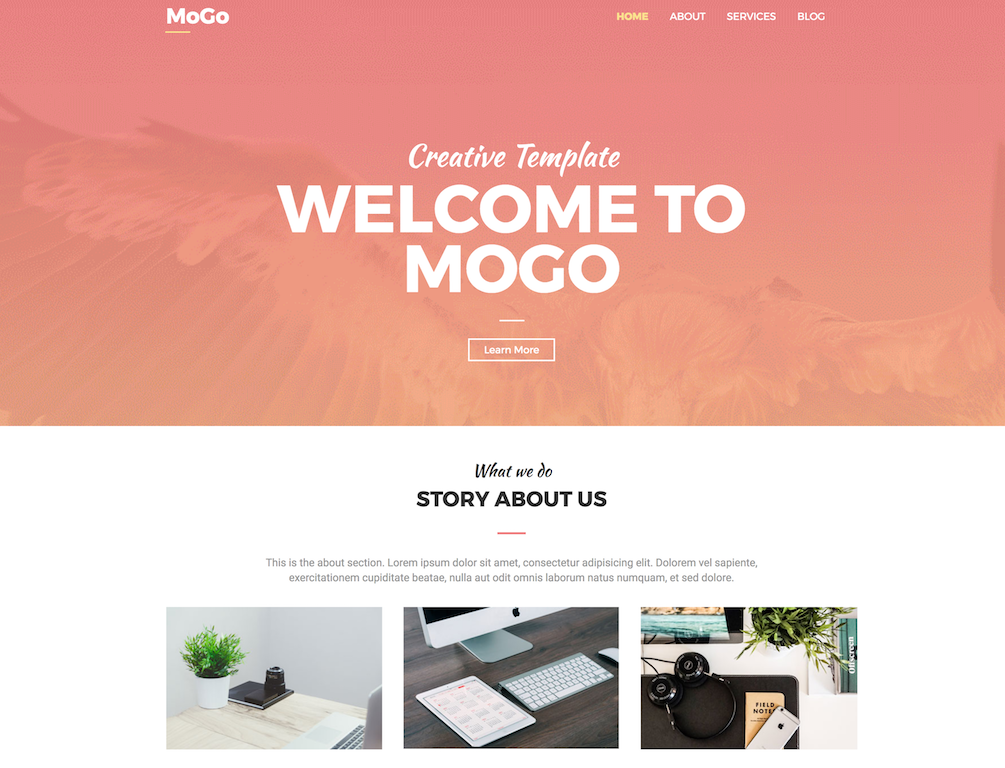 MoGo
HOME ABOUT SERVICES BLOG
Creative Template
WELCOME TO
MOGO
Learn More
What we do
STORY ABOUT US
This is the about section. Lorem ipsum dolor sit amet, consectetur adipisicing elit. Dolorem vel sapiente,
exercitationem cupiditate beatae, nulla aut odit omnis laborum natus numquam, et sed dolore.
Offscreen
FIELD
NOTES